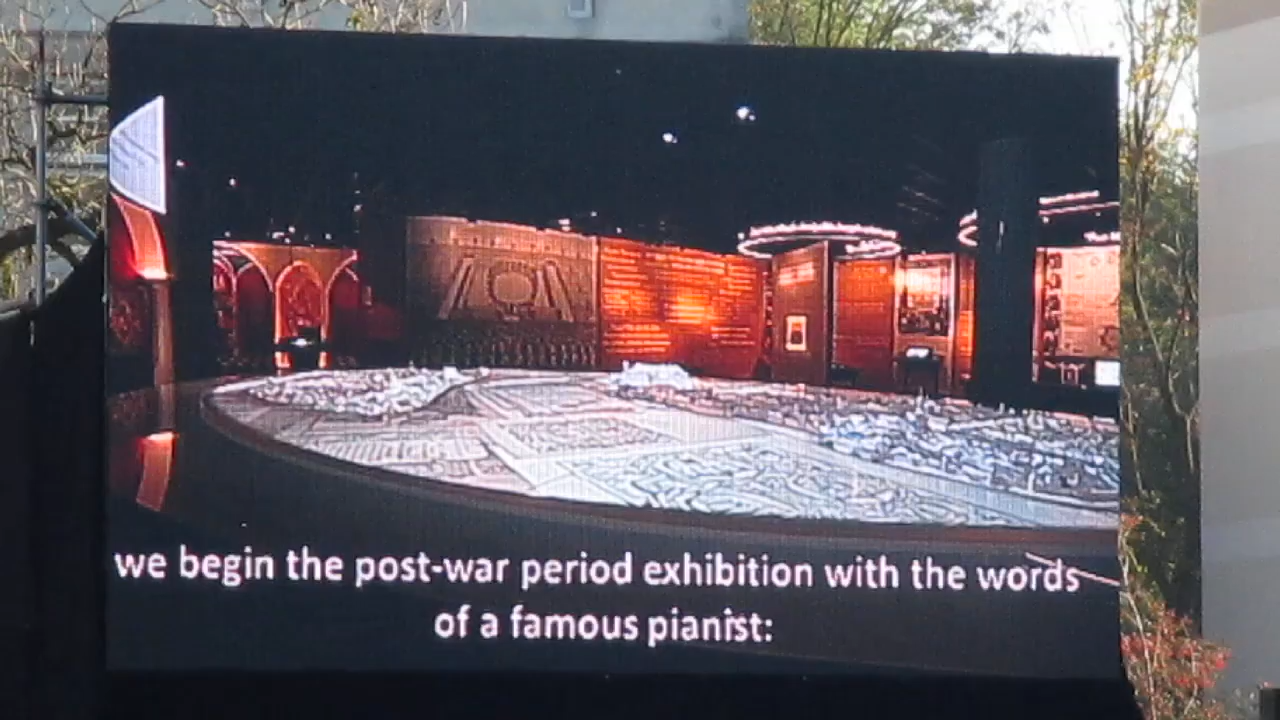 we begin the post-war period exhibition with the words
of a famous pianist: